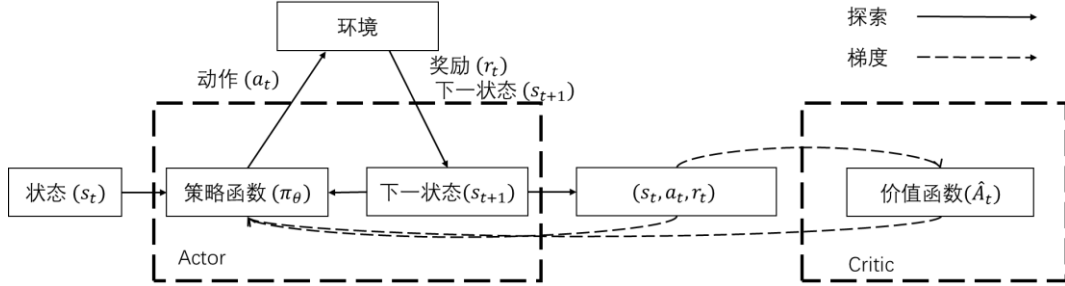 环境
探索
梯度
动作 (a_t)
奖励 (r_t)
下一状态 (s_{t+1})
状态 (s_t)
策略函数 (π_θ)
下一状态(s_{t+1})
(s_t, a_t, r_t)
价值函数(Â_t)
Actor
Critic